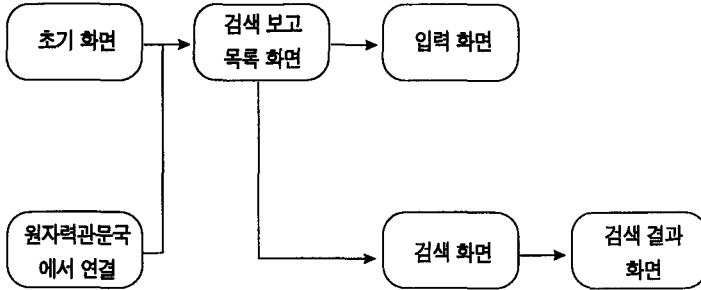 초기 화면
검색 보고
목록 화면
입력 화면
원자력관문국
에서 연결
검색 화면
검색 결과
화면